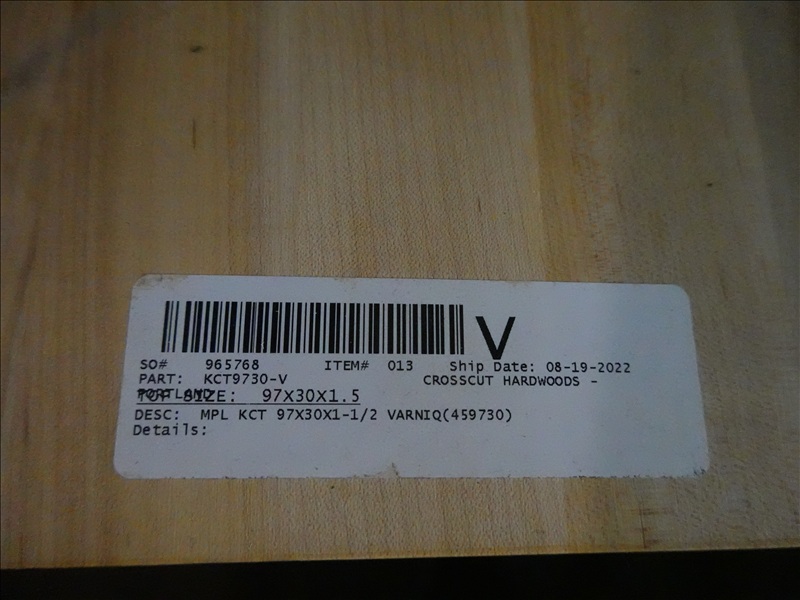 V
SO# 965768 ITEM# 013 Ship Date: 08-19-2022
PART: KCT9730-V CROSSCUT HARDWOODS -
PORTLAND
TOP SIZE: 97X30X1.5
DESC: MPL KCT 97X30X1-1/2 VARNIQ(459730)
Details: